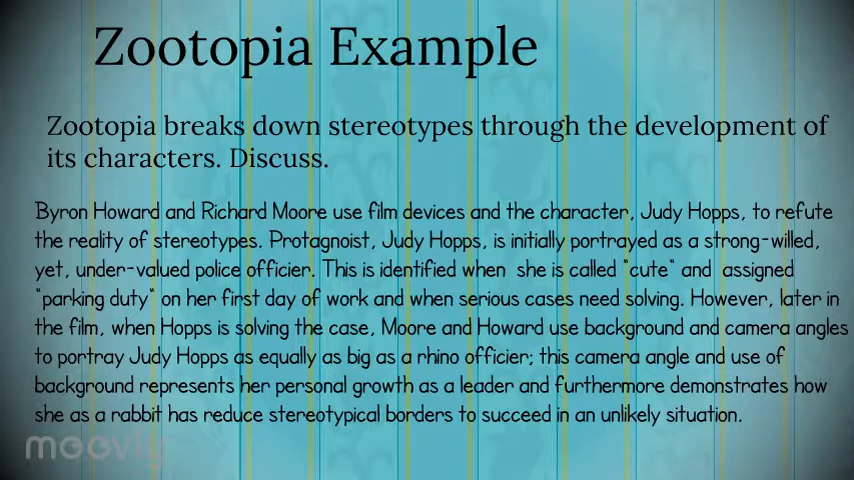 Zootopia Example
Zootopia breaks down stereotypes through the development of
its characters. Discuss.
Byron Howard and Richard Moore use film devices and the character, Judy Hopps, to refute
the reality of stereotypes. Protagnoist, Judy Hopps, is initially portrayed as a strong-willed,
yet, under-valued police officier. This is identified when she is called "cute" and assigned
"parking duty" on her first day of work and when serious cases need solving. However, later in
the film, when Hopps is solving the case, Moore and Howard use background and camera angles
to portray Judy Hopps as equally as big as a rhino officier; this camera angle and use of
background represents her personal growth as a leader and furthermore demonstrates how
she as a rabbit has reduce stereotypical borders to succeed in an unlikely situation.
moovly